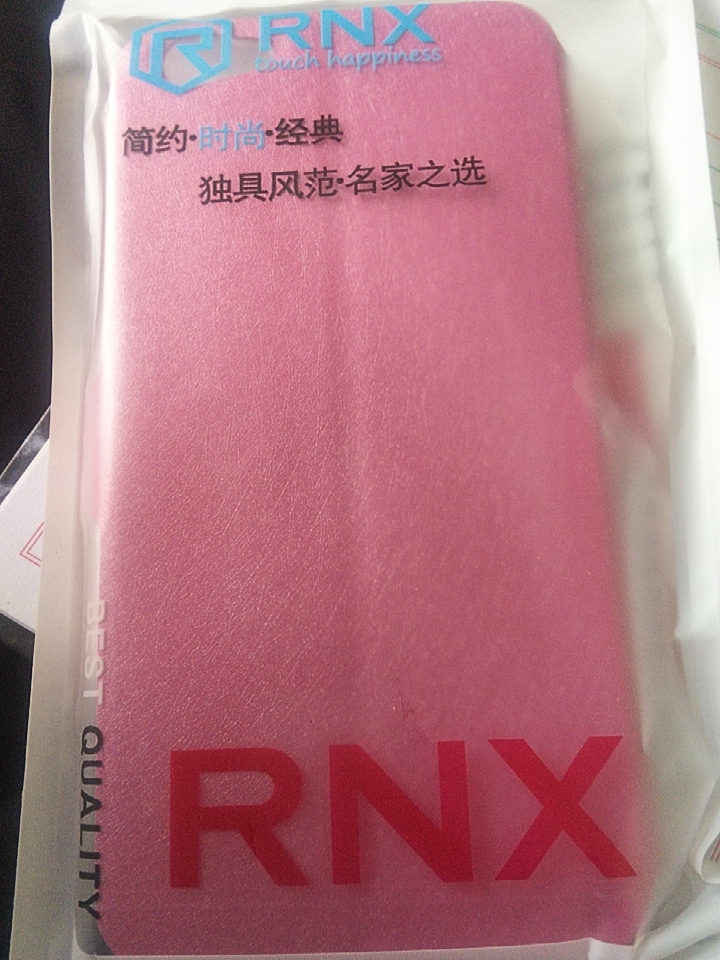 RNX
touch happiness
简约·时尚·经典
独具风范·名家之选
BEST QUALITY
RNX